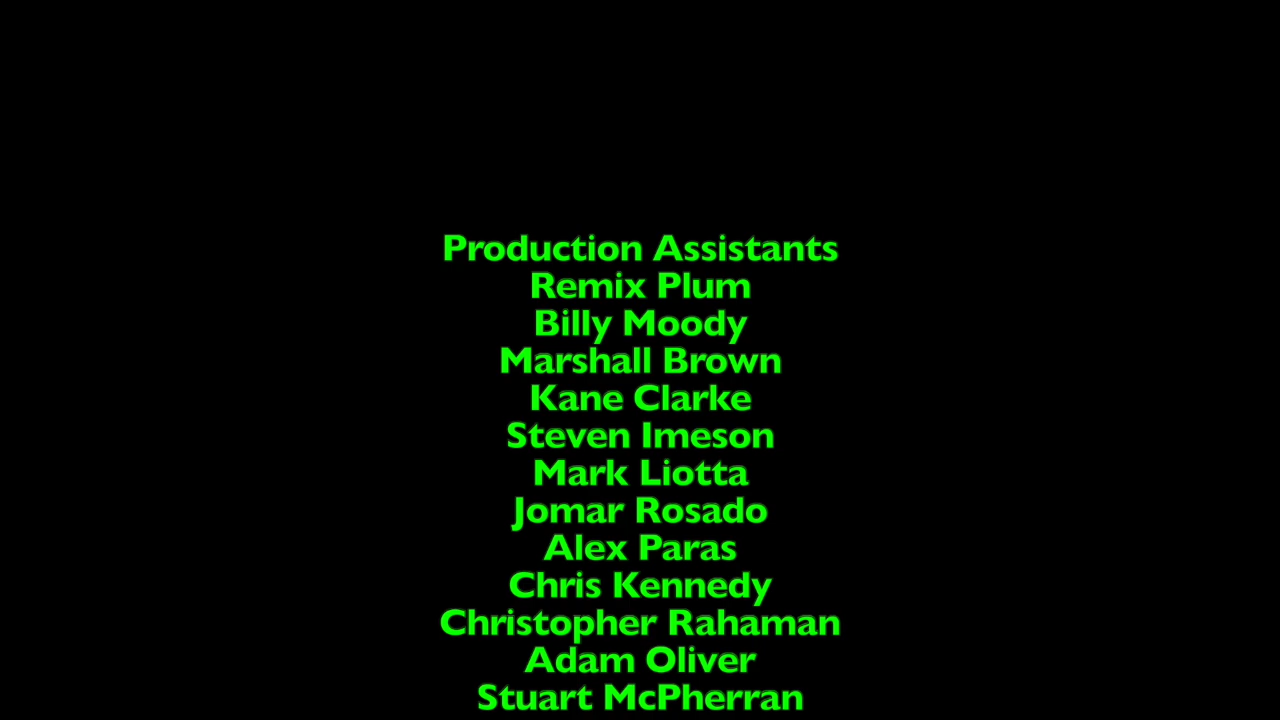 Production Assistants
Remix Plum
Billy Moody
Marshall Brown
Kane Clarke
Steven Imeson
Mark Liotta
Jomar Rosado
Alex Paras
Chris Kennedy
Christopher Rahaman
Adam Oliver
Stuart McPherran